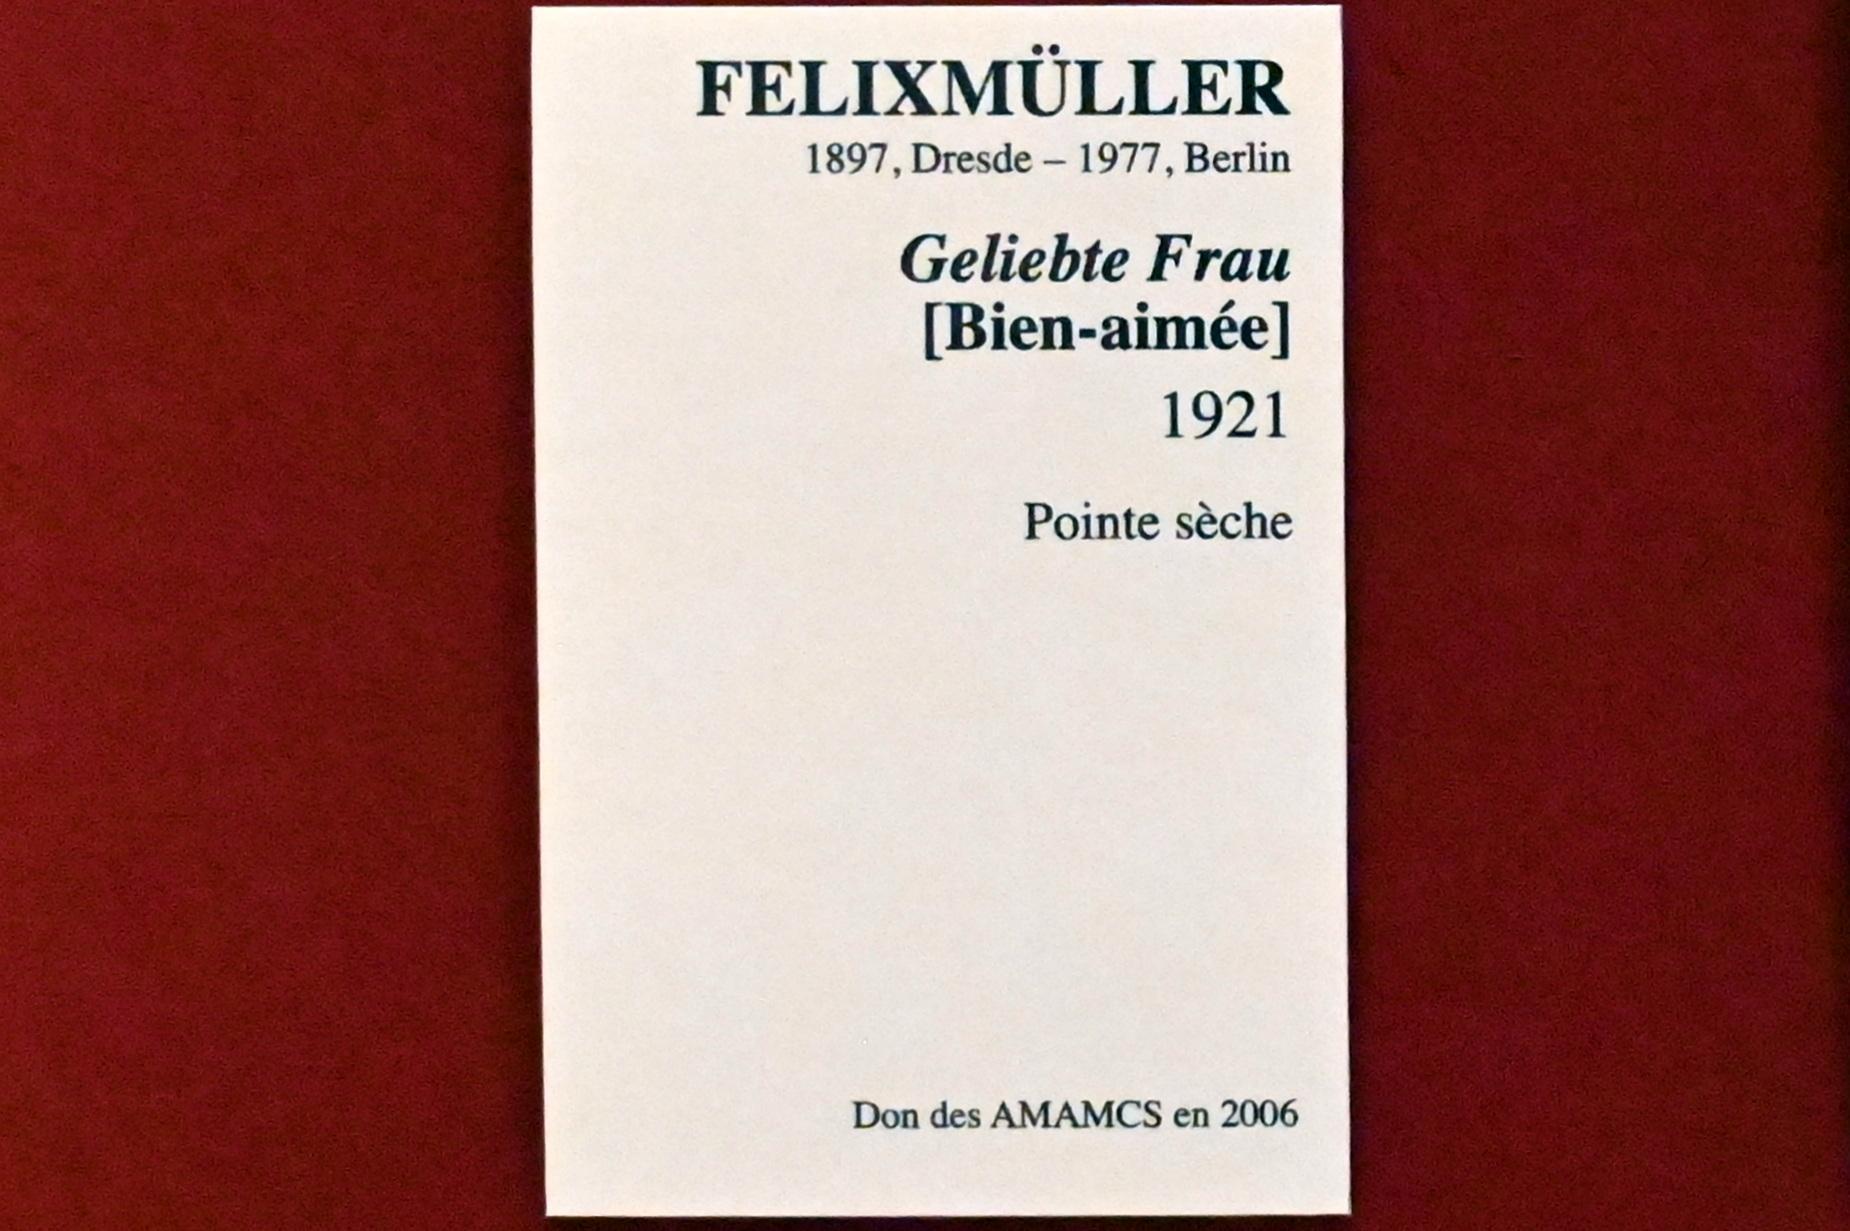 FELIXMÜLLER
1897, Dresde – 1977, Berlin
Geliebte Frau
[Bien-aimée]
1921
Pointe sèche
Don des AMAMCS en 2006